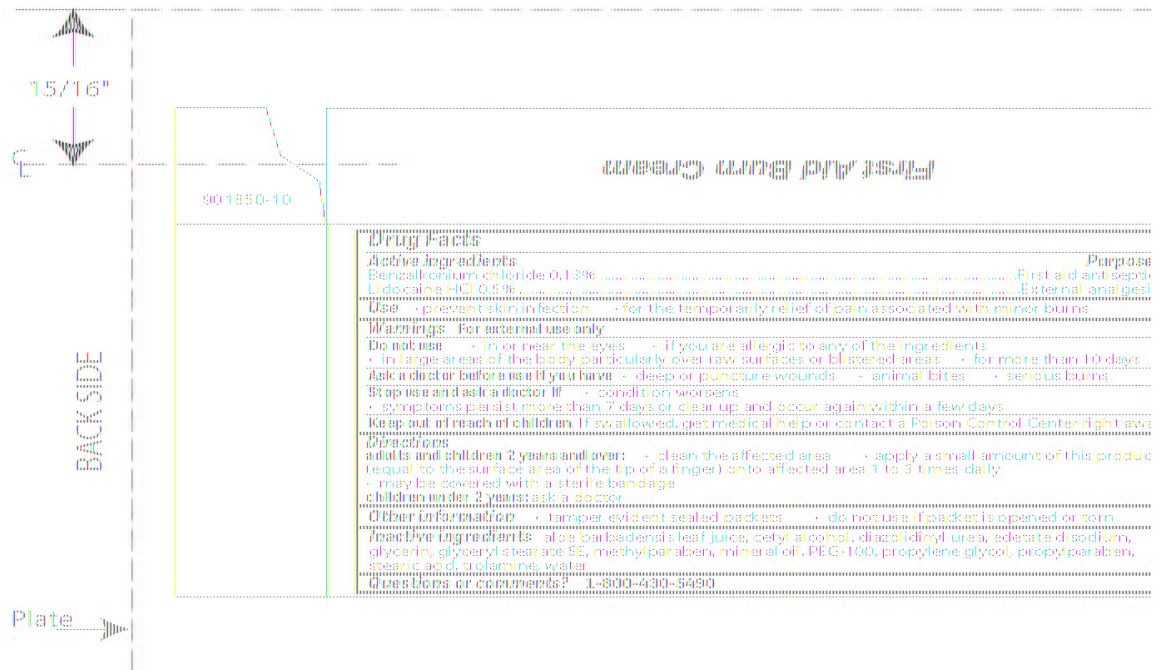 15/16"
CL
First Aid Burn Cream
901850-10
Drug Facts
Active ingredients Purpose
Benzalkonium chloride 0.13% First aid antiseptic
Lidocaine HCl 0.5% External analgesi
Use • prevent skin infection • for the temporarily relief of pain associated with minor burns
Warnings For external use only
Do not use • in or near the eyes • if you are allergic to any of the ingredients
• in large areas of the body particularly over raw surfaces or blistered areas • for more than 10 days
Ask a doctor before use if you have • deep or puncture wounds • animal bites • serious burns
Stop use and ask a doctor if • condition worsens
• symptoms persist more than 7 days or clear up and occur again within a few days
Keep out of reach of children. If swallowed, get medical help or contact a Poison Control Center right awa
Directions
adults and children 2 years and over: • clean the affected area • apply a small amount of this produc
(equal to the surface area of the tip of a finger) onto affected area 1 to 3 times daily
• may be covered with a sterile bandage
children under 2 years: ask a doctor
Other information • tamper evident sealed packets • do not use if packet is opened or torn
Inactive ingredients aloe barbadensis leaf juice, cetyl alcohol, diazolidinyl urea, edetate disodium,
glycerin, glyceryl stearate SE, methylparaben, mineral oil, PEG-100, propylene glycol, propylparaben,
stearic acid, trolamine, water
Questions or comments? 1-800-430-5490
BACK SIDE
Plate